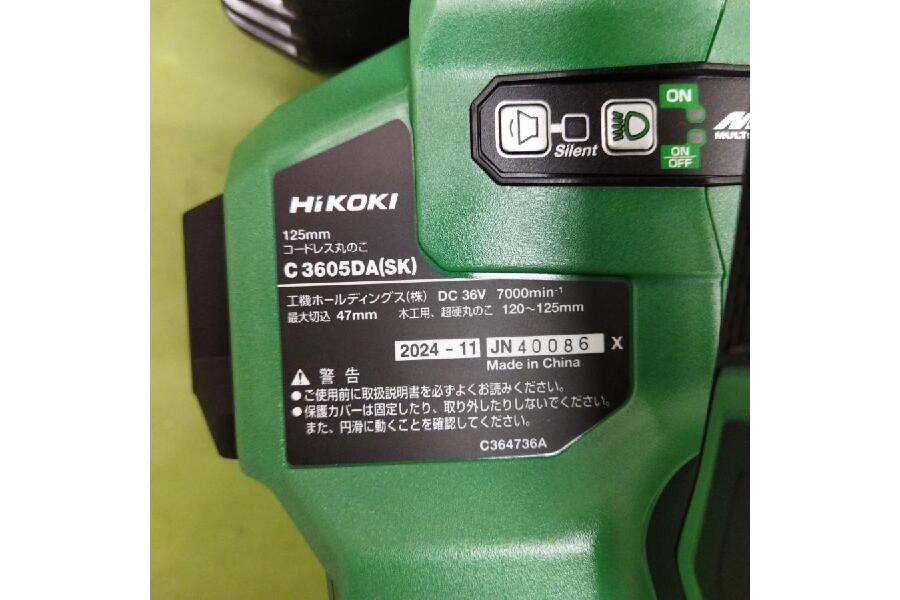 ON
Silent
ON
OFF
HiKOKI
125mm
コードレス丸のこ
C3605DA(SK)
工機ホールディングス(株) DC 36V 7000min-1
最大切込 47mm 木工用、超硬丸のこ 120〜125mm
2024-11 JN 40086 X
Made in China
警告
●ご使用前に取扱説明書を必ずよくお読みください。
●保護カバーは固定したり、取り外したりしないでください。
また、円滑に動くことを確認してください。
C364736A